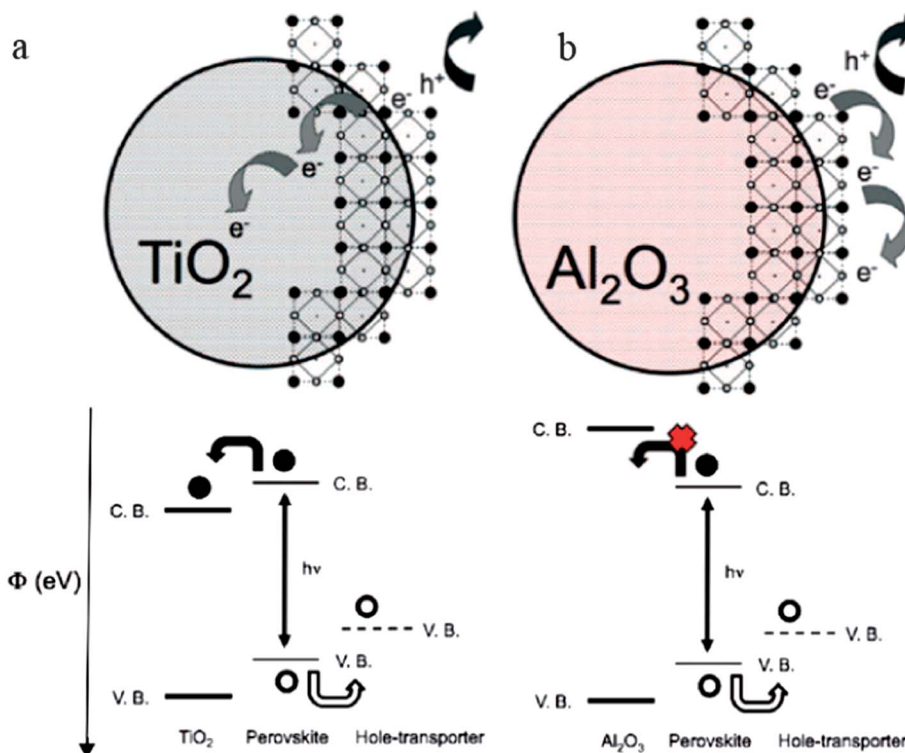 a
h⁺
e⁻
e⁻
e⁻
TiO₂
b
h⁺
e⁻
e⁻
e⁻
Al₂O₃
Φ (eV)
C. B.
C. B.
hν
V. B.
V. B.
V. B.
TiO₂ Perovskite Hole-transporter
C. B.
C. B.
hν
V. B.
V. B.
V. B.
Al₂O₃ Perovskite Hole-transporter